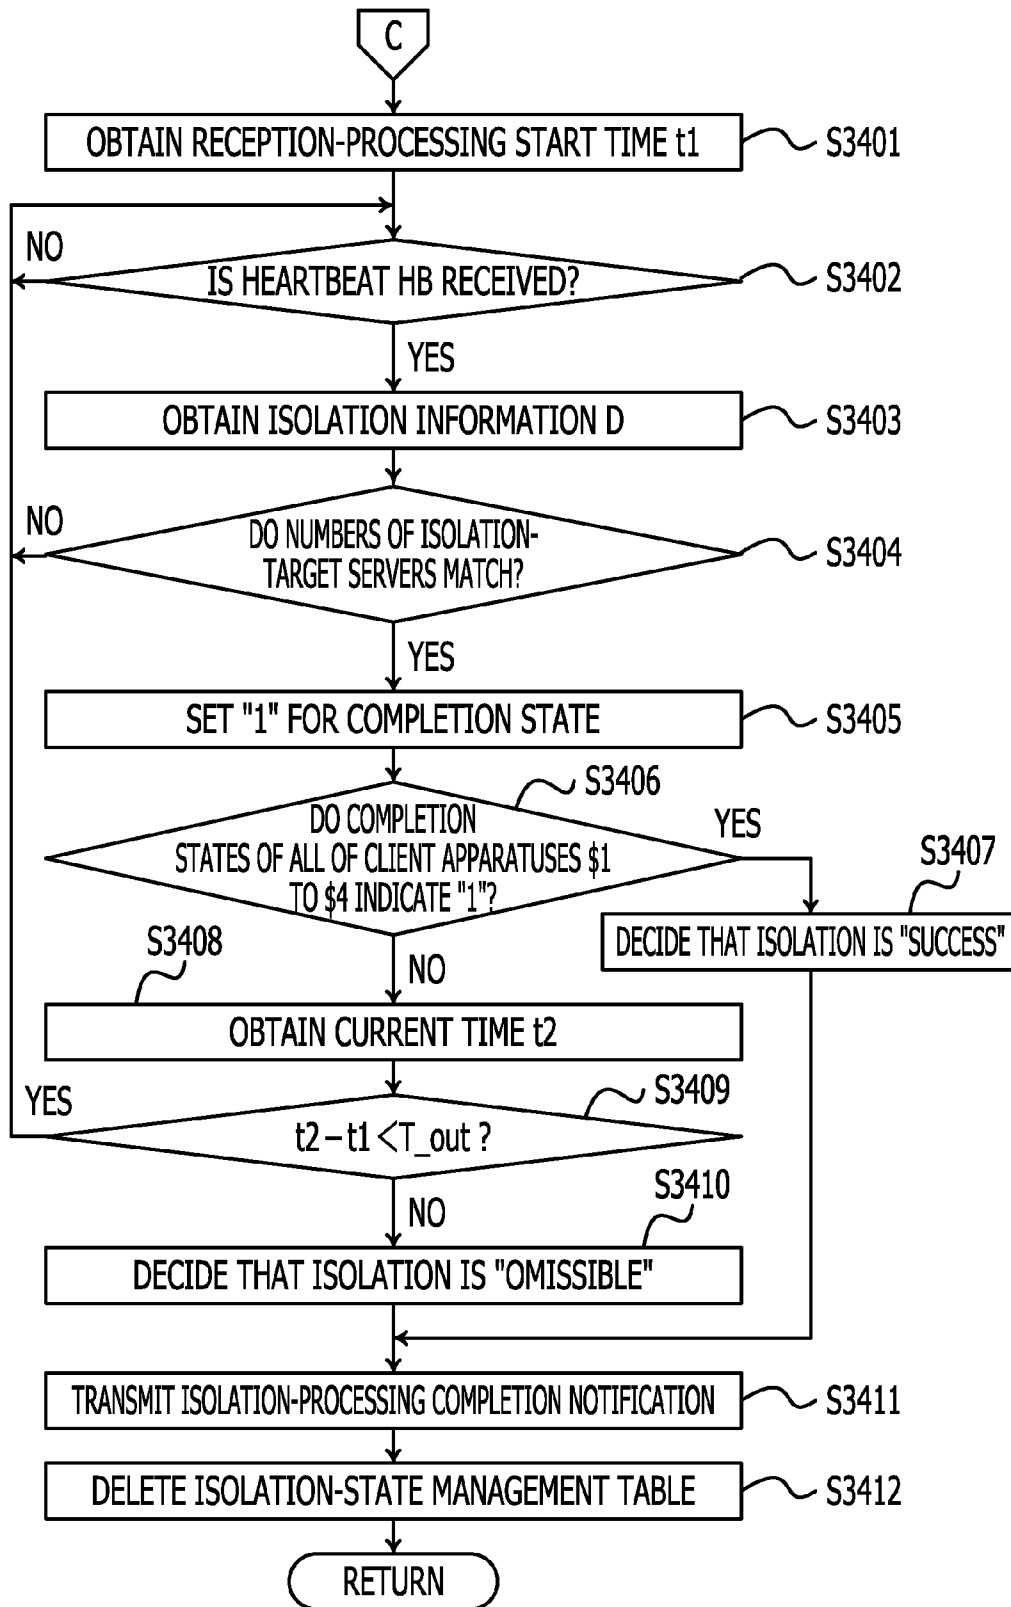 C
OBTAIN RECEPTION-PROCESSING START TIME t1
S3401
NO
IS HEARTBEAT HB RECEIVED?
S3402
YES
OBTAIN ISOLATION INFORMATION D
S3403
NO
DO NUMBERS OF ISOLATION-
TARGET SERVERS MATCH?
S3404
YES
SET "1" FOR COMPLETION STATE
S3405
S3406
DO COMPLETION
STATES OF ALL OF CLIENT APPARATUSES $1
TO $4 INDICATE "1"?
YES
S3407
DECIDE THAT ISOLATION IS "SUCCESS"
NO
S3408
OBTAIN CURRENT TIME t2
YES
S3409
t2–t1<T_out ?
NO
S3410
DECIDE THAT ISOLATION IS "OMISSIBLE"
TRANSMIT ISOLATION-PROCESSING COMPLETION NOTIFICATION
S3411
DELETE ISOLATION-STATE MANAGEMENT TABLE
S3412
RETURN